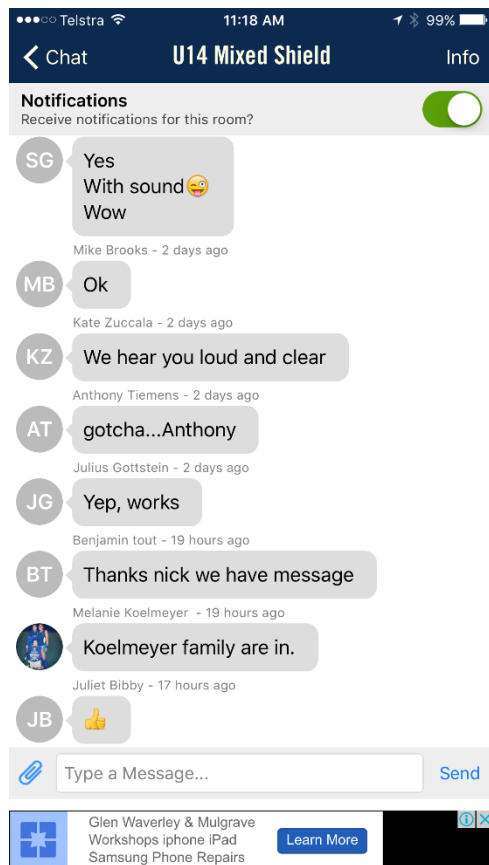 Telstra 11:18 AM 99%
Chat U14 Mixed Shield Info
Notifications
Receive notifications for this room?
SG
Yes
With sound😜
Wow
Mike Brooks - 2 days ago
MB
Ok
Kate Zuccala - 2 days ago
KZ
We hear you loud and clear
Anthony Tiemens - 2 days ago
AT
gotcha...Anthony
Julius Gottstein - 2 days ago
JG
Yep, works
Benjamin tout - 19 hours ago
BT
Thanks nick we have message
Melanie Koelmeyer - 19 hours ago
Koelmeyer family are in.
Juliet Bibby - 17 hours ago
JB
👍
Type a Message... Send
Glen Waverley & Mulgrave
Workshops iphone iPad
Samsung Phone Repairs
Learn More